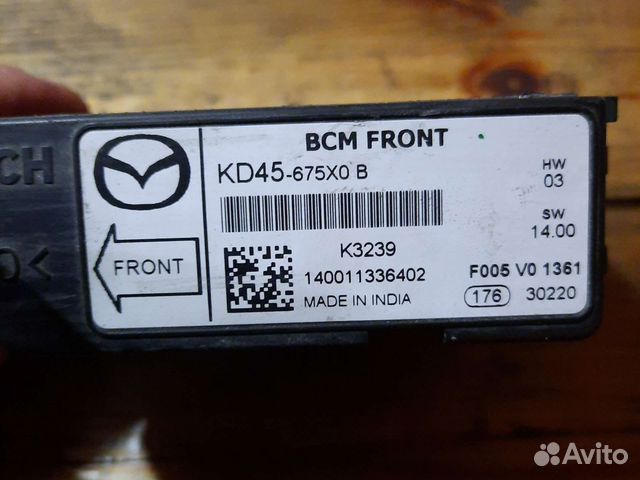 BCM FRONT
KD45-675X0 B
HW
03
SW
14.00
K3239
140011336402
MADE IN INDIA
F005 V0 1361
176 30220
FRONT
Avito